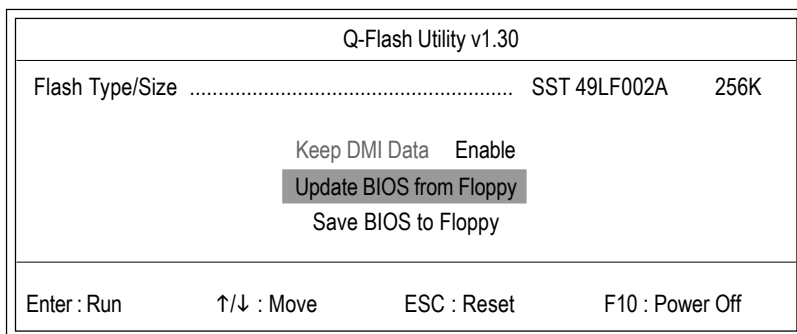 Q-Flash Utility v1.30
Flash Type/Size ........................................................ SST 49LF002A 256K
Keep DMI Data Enable
Update BIOS from Floppy
Save BIOS to Floppy
Enter : Run ↑/↓ : Move ESC : Reset F10 : Power Off